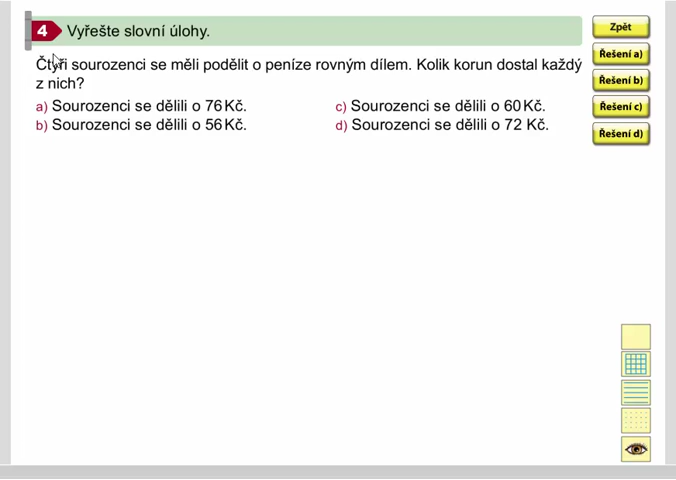 4 Vyřešte slovní úlohy.
Čtyři sourozenci se měli podělit o peníze rovným dílem. Kolik korun dostal každý
z nich?
a) Sourozenci se dělili o 76 Kč.
c) Sourozenci se dělili o 60 Kč.
b) Sourozenci se dělili o 56 Kč.
d) Sourozenci se dělili o 72 Kč.
Zpět
Řešení a)
Řešení b)
Řešení c)
Řešení d)